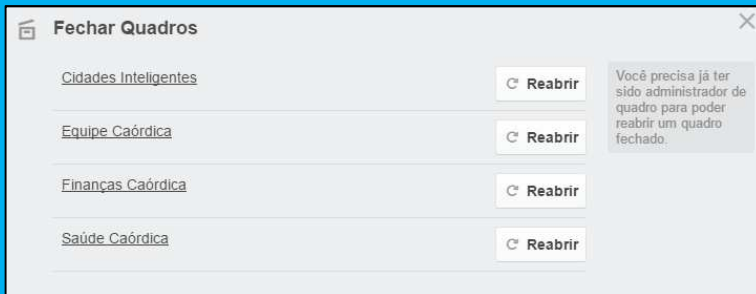 Fechar Quadros
Cidades Inteligentes
Reabrir
Você precisa já ter
sido administrador de
quadro para poder
reabrir um quadro
fechado.
Equipe Caórdica
Reabrir
Finanças Caórdica
Reabrir
Saúde Caórdica
Reabrir